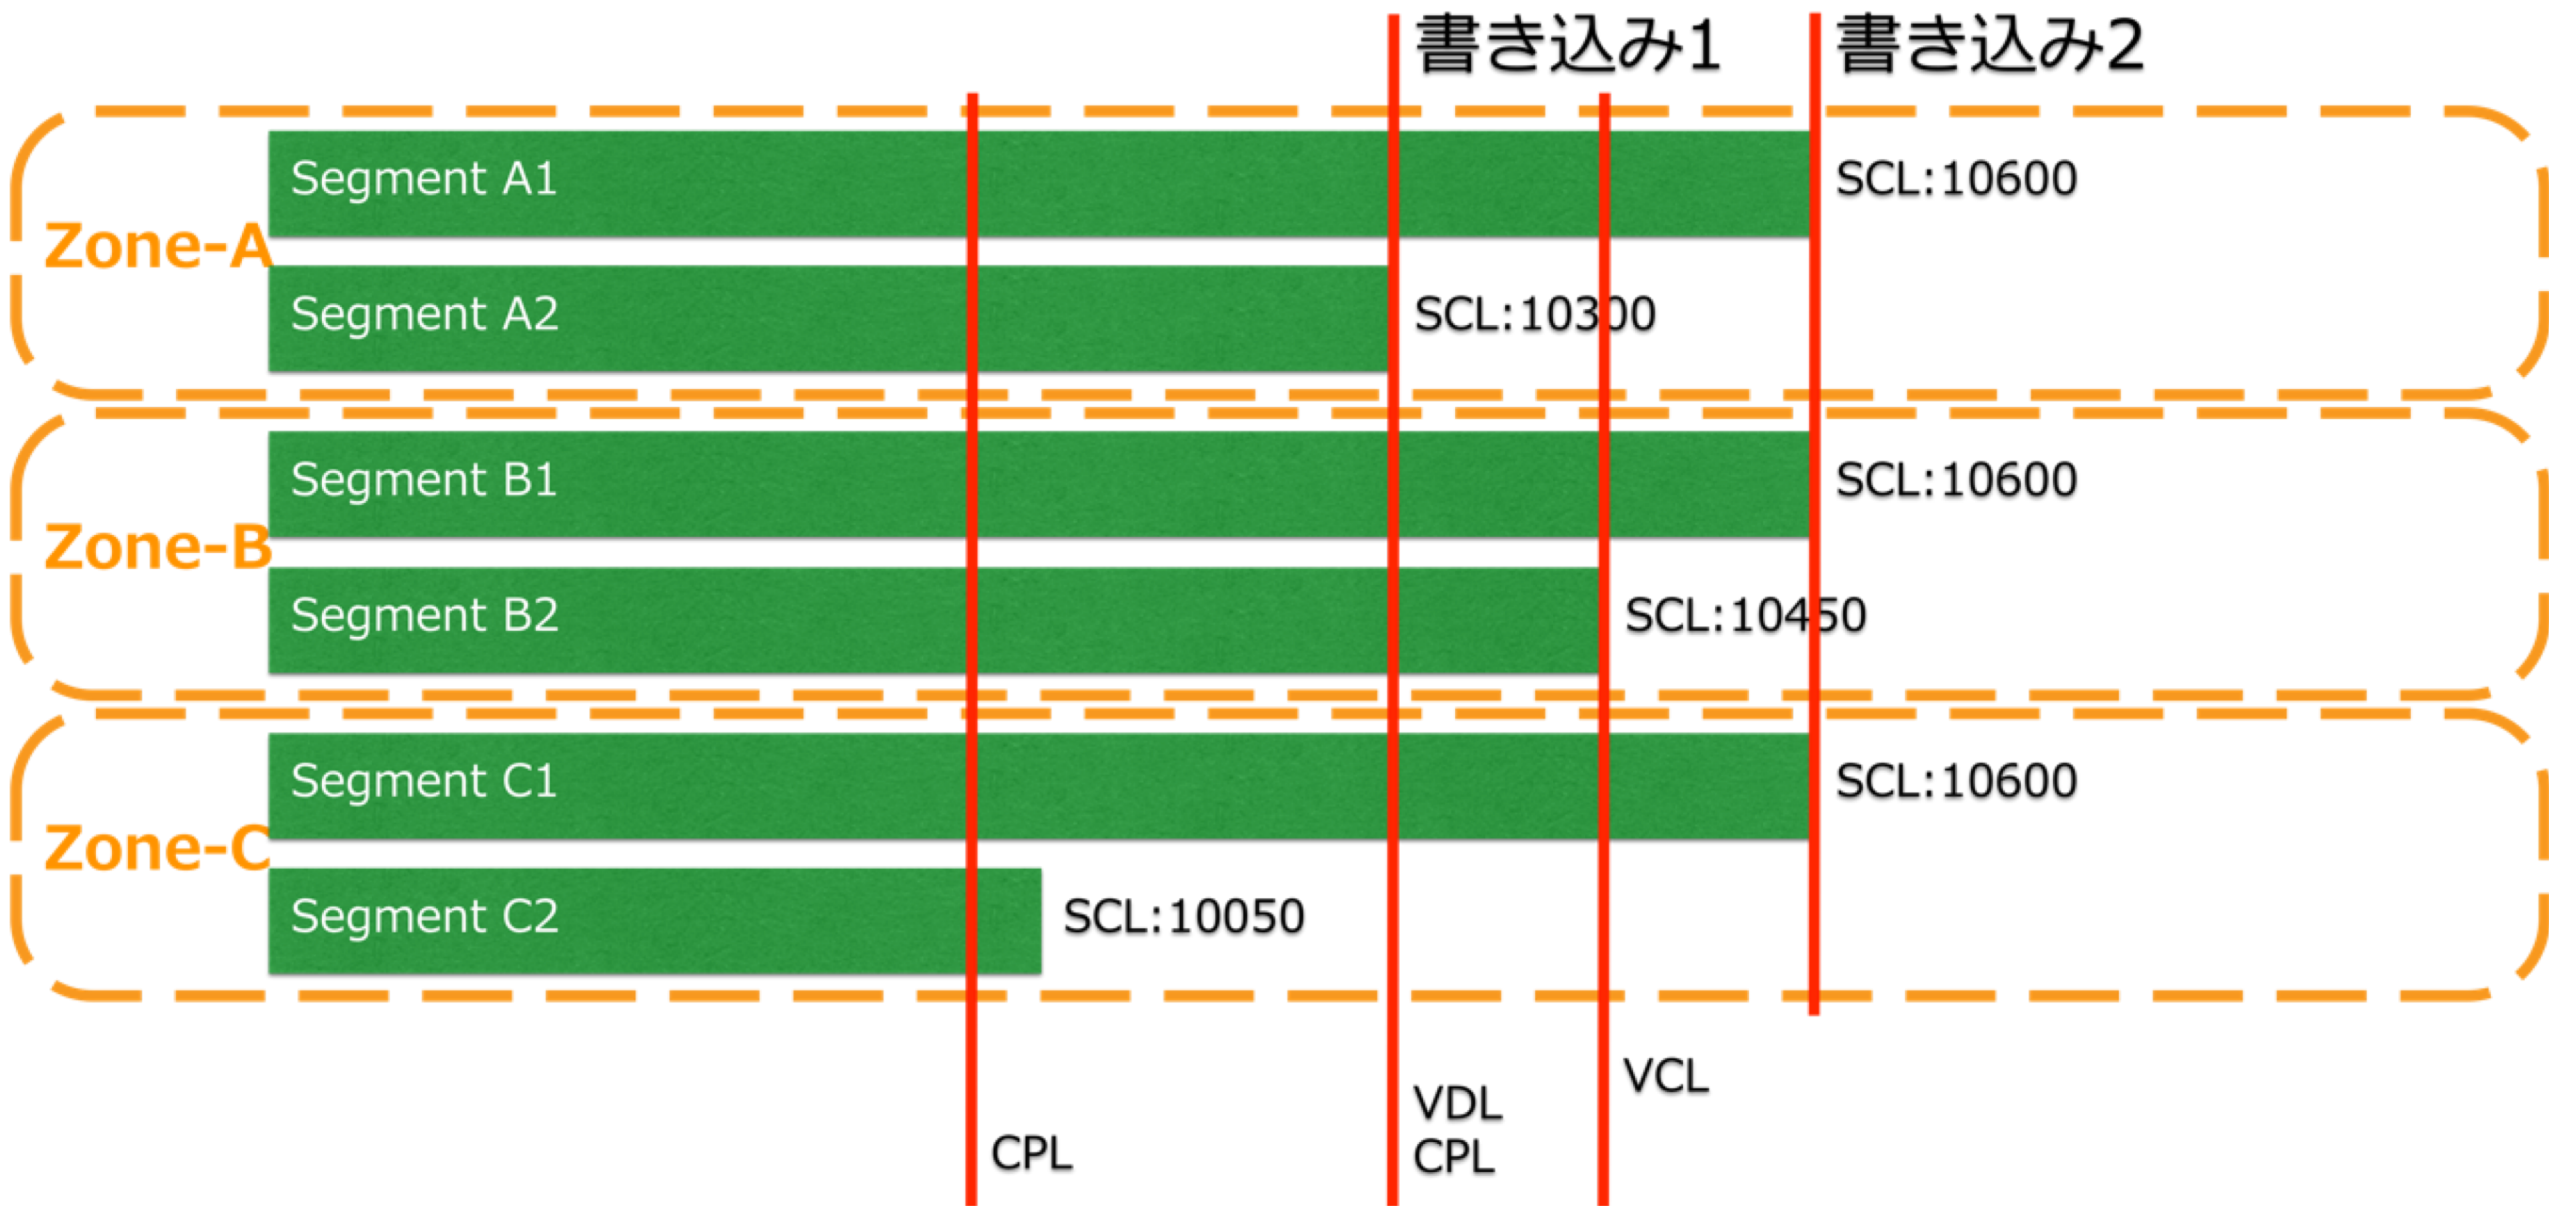 書き込み1
書き込み2
Zone-A
Segment A1
SCL:10600
Segment A2
SCL:10300
Zone-B
Segment B1
SCL:10600
Segment B2
SCL:10450
Zone-C
Segment C1
SCL:10600
Segment C2
SCL:10050
VCL
VDL
CPL
CPL